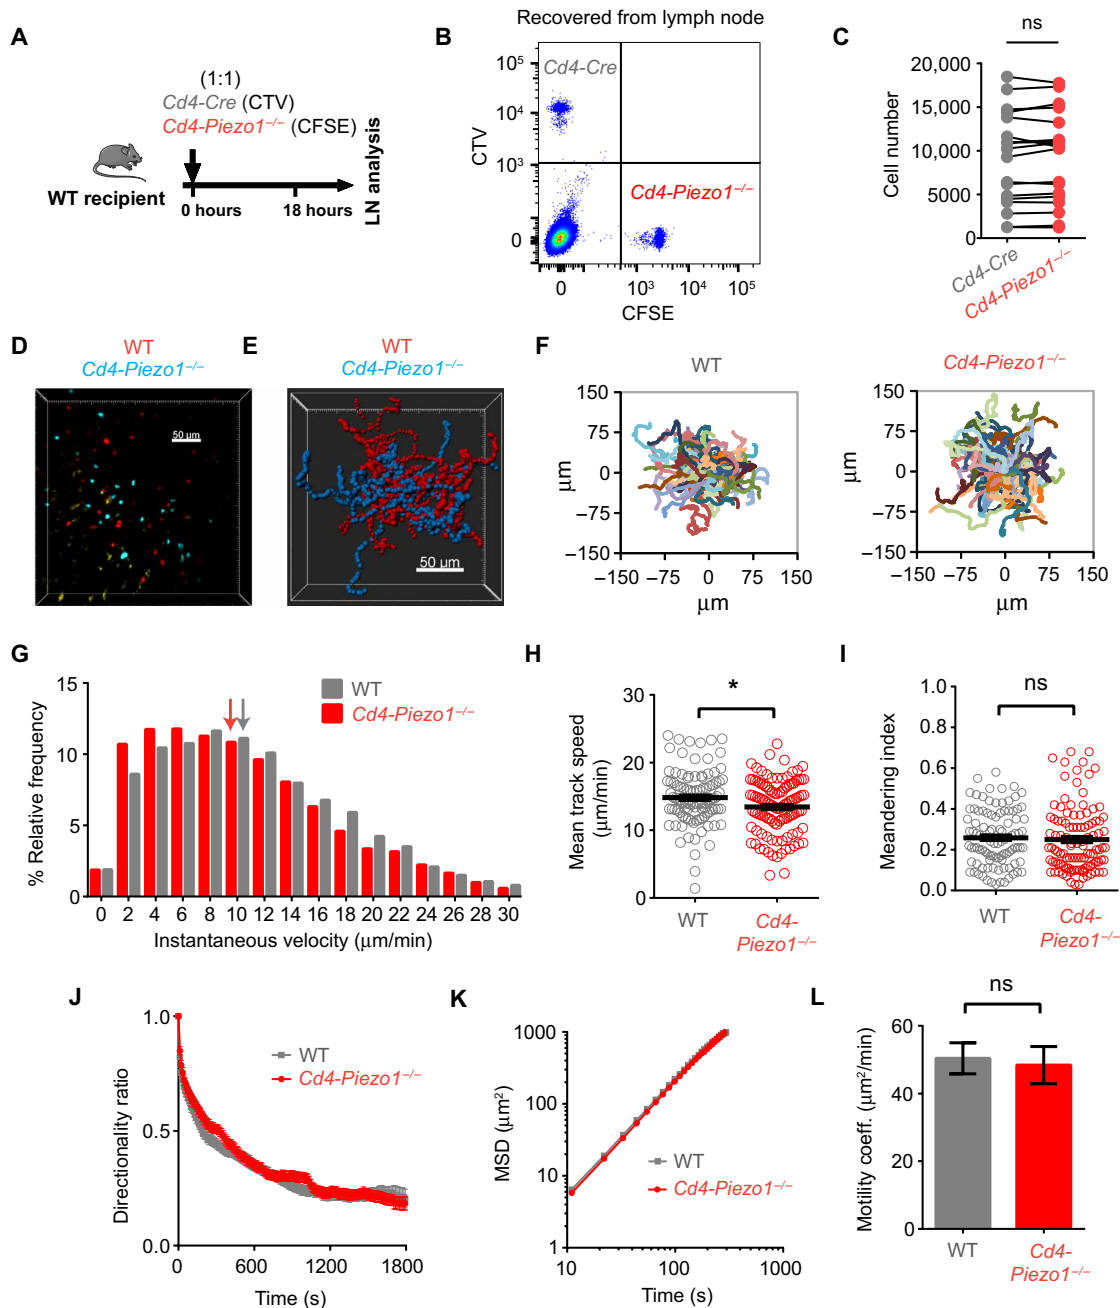 A
(1:1)
Cd4-Cre (CTV)
Cd4-Piezo1−/− (CFSE)
WT recipient
0 hours
18 hours
LN analysis
B
Recovered from lymph node
Cd4-Cre
Cd4-Piezo1−/−
CTV
10⁵
10⁴
10³
0
0
10³
10⁴
10⁵
CFSE
C
ns
Cell number
20,000
15,000
10,000
5000
0
Cd4-Cre
Cd4-Piezo1−/−
D
WT
Cd4-Piezo1−/−
50 µm
E
WT
Cd4-Piezo1−/−
50 µm
F
WT
150
75
0
−75
−150
µm
−150
−75
0
75
150
µm
Cd4-Piezo1−/−
150
75
0
−75
−150
µm
−150
−75
0
75
150
µm
G
15
10
5
0
% Relative frequency
WT
Cd4-Piezo1−/−
0 2 4 6 8 10 12 14 16 18 20 22 24 26 28 30
Instantaneous velocity (µm/min)
H
*
30
20
10
0
Mean track speed
(µm/min)
WT
Cd4-
Piezo1−/−
I
ns
1.0
0.8
0.6
0.4
0.2
0.0
Meandering index
WT
Cd4-
Piezo1−/−
J
1.0
0.5
0.0
Directionality ratio
WT
Cd4-Piezo1−/−
0 600 1200 1800
Time (s)
K
1000
100
10
1
MSD (µm²)
WT
Cd4-Piezo1−/−
10 100 1000
Time (s)
L
ns
60
40
20
0
Motility coeff. (µm²/min)
WT
Cd4-
Piezo1−/−